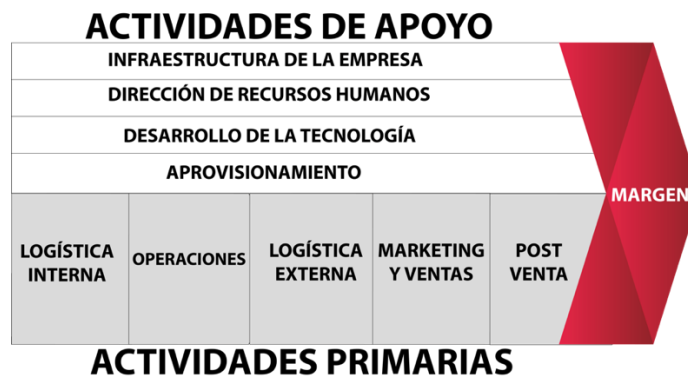 ACTIVIDADES DE APOYO
INFRAESTRUCTURA DE LA EMPRESA
DIRECCIÓN DE RECURSOS HUMANOS
DESARROLLO DE LA TECNOLOGÍA
APROVISIONAMIENTO
LOGÍSTICA
INTERNA
OPERACIONES
LOGÍSTICA
EXTERNA
MARKETING
Y VENTAS
POST
VENTA
MARGEN
ACTIVIDADES PRIMARIAS